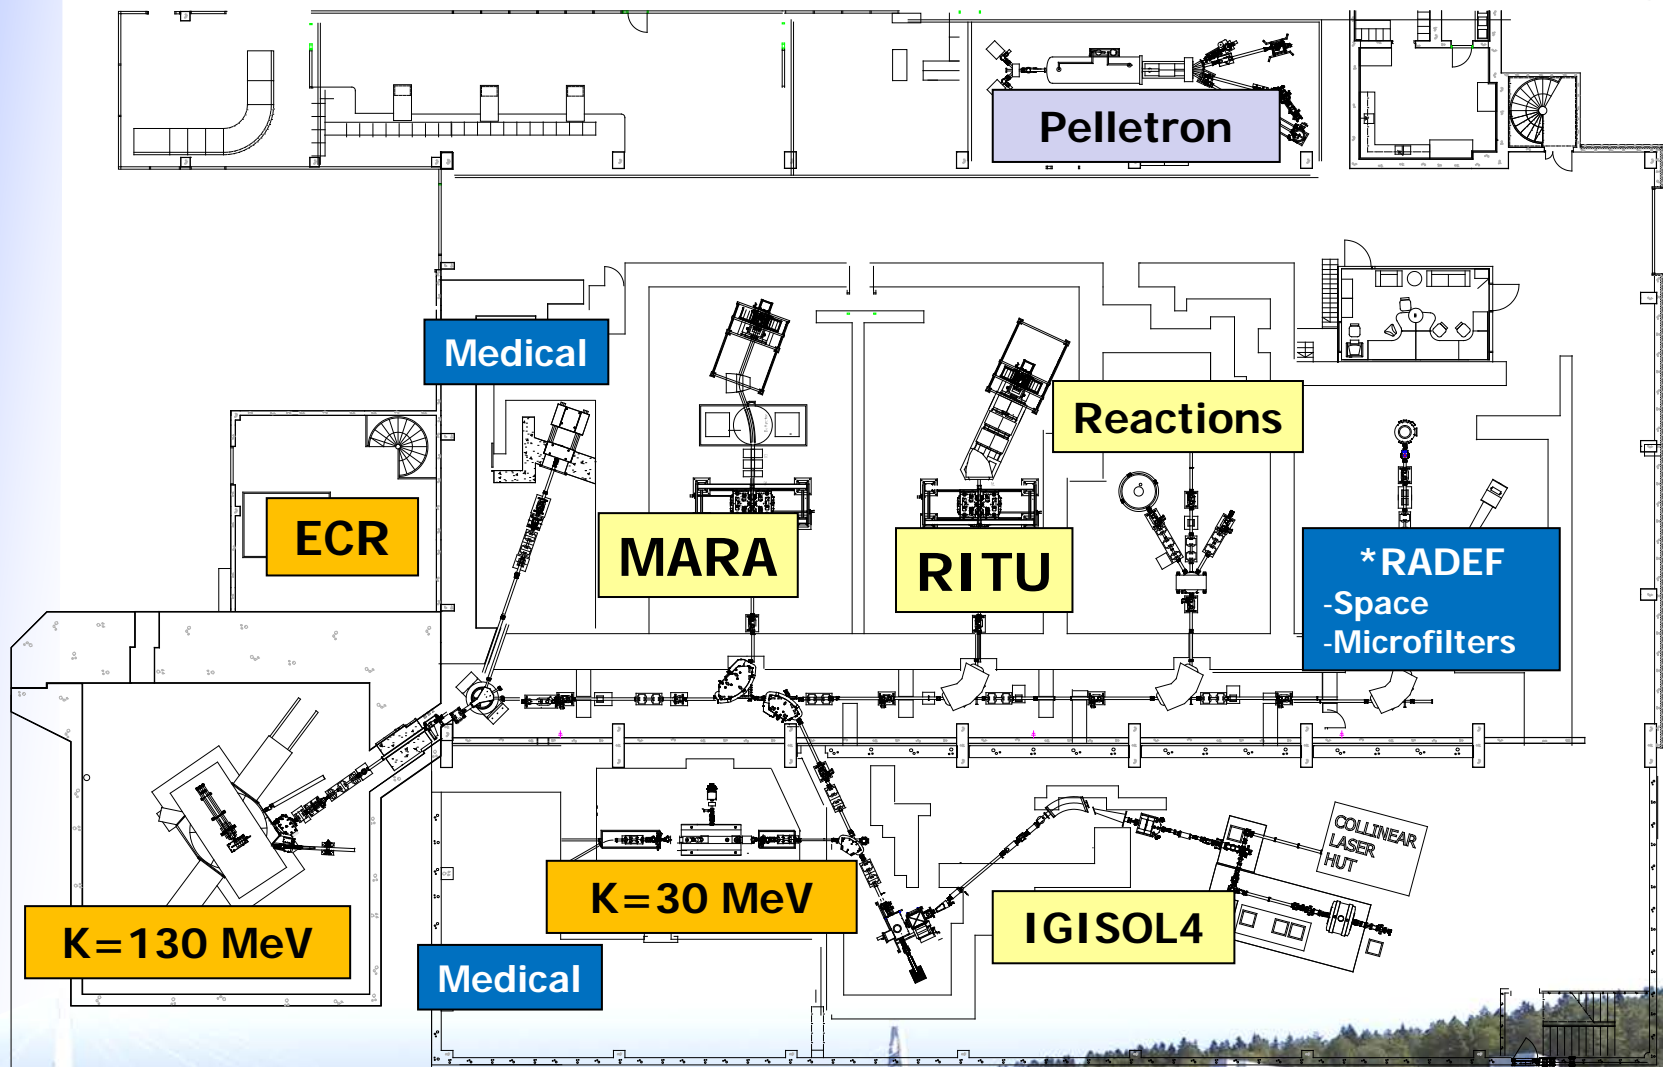 Pelletron
Medical
Reactions
ECR
MARA
RITU
*RADEF
-Space
-Microfilters
COLLINEAR
LASER
HUT
K=30 MeV
K=130 MeV
IGISOL4
Medical